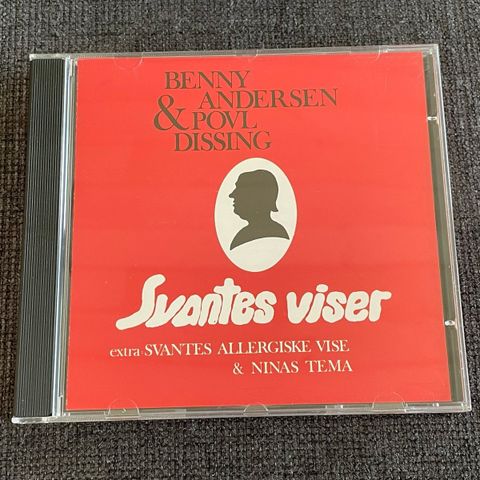 BENNY
ANDERSEN
& POVL
DISSING
Svantes viser
extra: SVANTES ALLERGISKE VISE
& NINAS TEMA